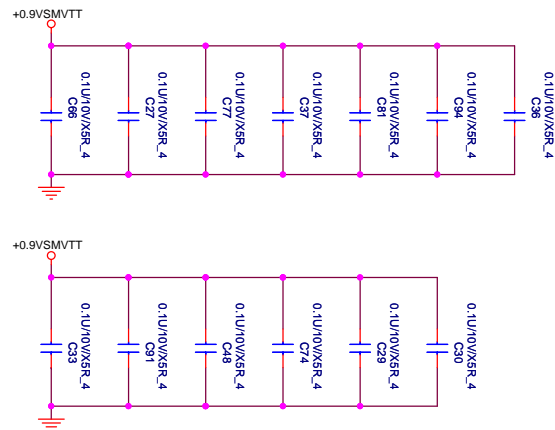 +0.9VSMVTT
0.1U/10V/X5R_4
C66
0.1U/10V/X5R_4
C27
0.1U/10V/X5R_4
C77
0.1U/10V/X5R_4
C37
0.1U/10V/X5R_4
C81
0.1U/10V/X5R_4
C94
0.1U/10V/X5R_4
C36
+0.9VSMVTT
0.1U/10V/X5R_4
C33
0.1U/10V/X5R_4
C91
0.1U/10V/X5R_4
C48
0.1U/10V/X5R_4
C74
0.1U/10V/X5R_4
C29
0.1U/10V/X5R_4
C30